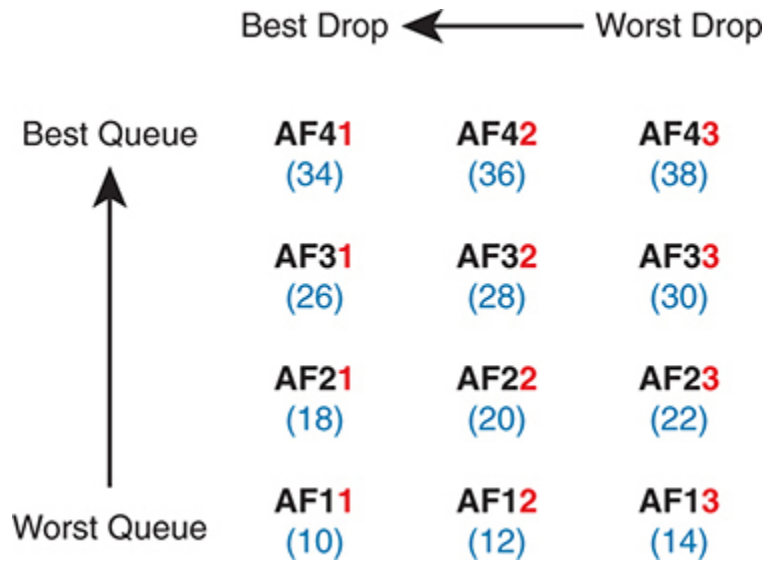 Best Drop Worst Drop
Best Queue AF41 AF42 AF43
(34) (36) (38)
AF31 AF32 AF33
(26) (28) (30)
AF21 AF22 AF23
(18) (20) (22)
Worst Queue AF11 AF12 AF13
(10) (12) (14)